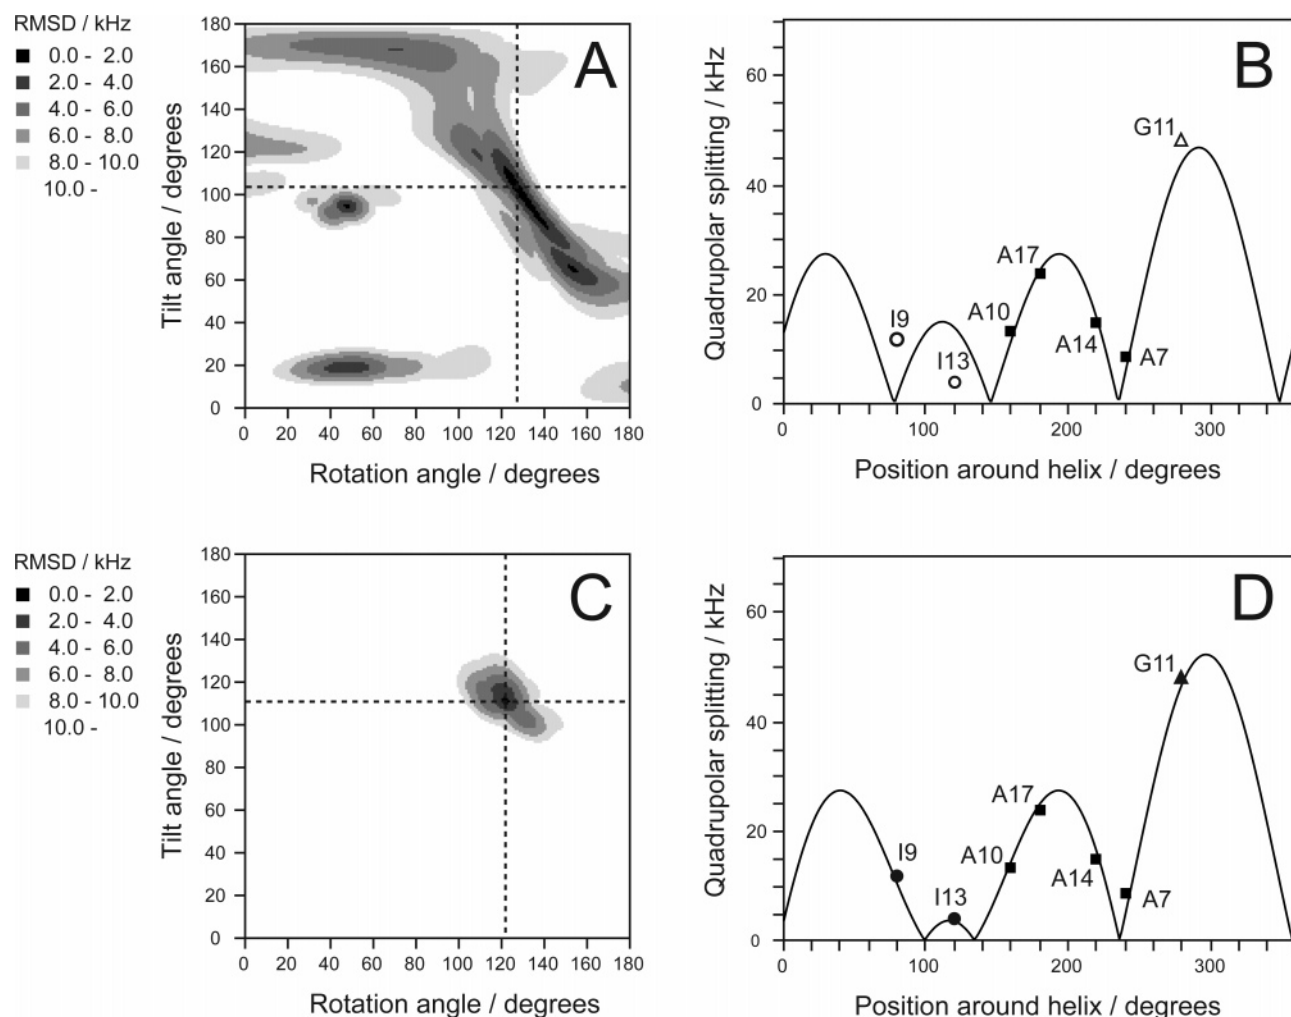 RMSD / kHz
0.0 - 2.0
2.0 - 4.0
4.0 - 6.0
6.0 - 8.0
8.0 - 10.0
10.0 -
A
Tilt angle / degrees
180
160
140
120
100
80
60
40
20
0
0 20 40 60 80 100 120 140 160 180
Rotation angle / degrees
B
Quadrupolar splitting / kHz
60
40
20
0
G11
A17
I9
A10
I13
A14
A7
0 100 200 300
Position around helix / degrees
RMSD / kHz
0.0 - 2.0
2.0 - 4.0
4.0 - 6.0
6.0 - 8.0
8.0 - 10.0
10.0 -
C
Tilt angle / degrees
180
160
140
120
100
80
60
40
20
0
0 20 40 60 80 100 120 140 160 180
Rotation angle / degrees
D
Quadrupolar splitting / kHz
60
40
20
0
G11
A17
I9
A10
I13
A14
A7
0 100 200 300
Position around helix / degrees